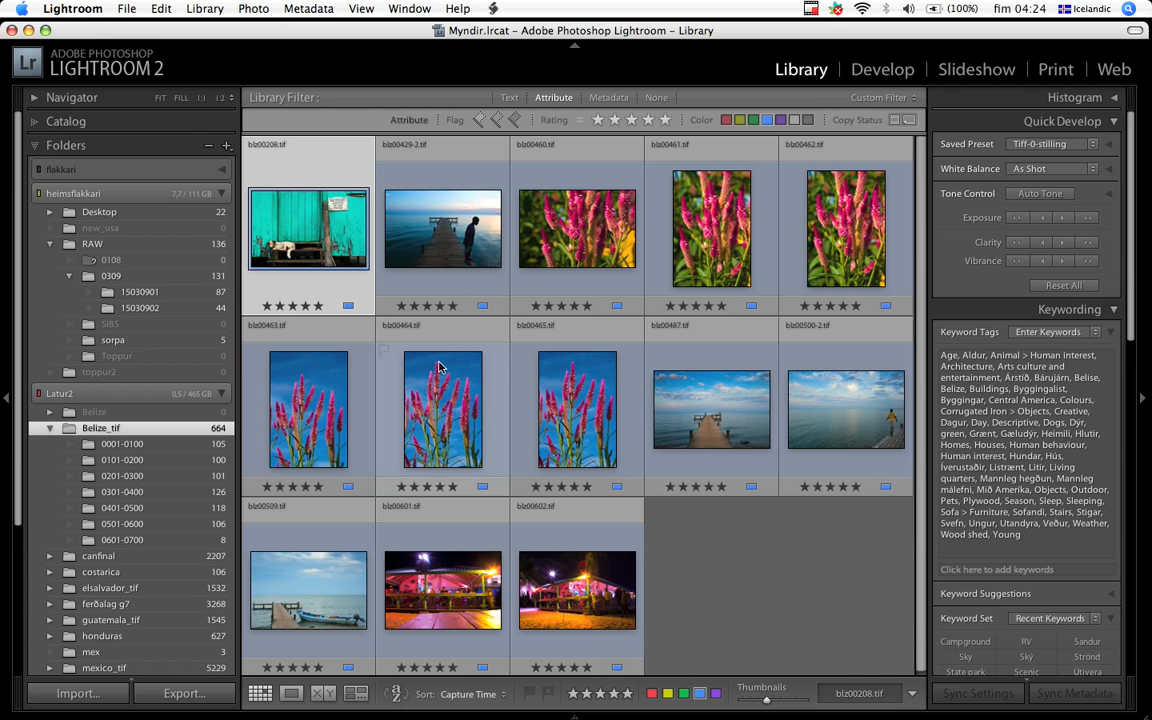 Lightroom File Edit Library Photo Metadata View Window Help (100%) fim 04:24 Icelandic
Myndir.lrcat – Adobe Photoshop Lightroom – Library
Lr ADOBE PHOTOSHOP
LIGHTROOM 2
Library Develop Slideshow Print Web
Navigator FIT FILL 1:1 1:2
Catalog
Folders
flakkari
heimsflakkari 7,7 / 111 GB
Desktop 22
new_usa 0
RAW 136
0108 0
0309 131
15030901 87
15030902 44
SIBS 0
sorpa 5
Toppur 0
toppur2 0
Latur2 0,5 / 465 GB
Belize 0
Belize_tif 664
0001-0100 105
0101-0200 100
0201-0300 101
0301-0400 126
0401-0500 118
0501-0600 106
0601-0700 8
canfinal 2207
costarica 106
elsalvador_tif 1532
ferðalag g7 3268
guatemala_tif 1545
honduras 627
mex 3
mexico_tif 5229
Import... Export...
Library Filter : Text Attribute Metadata None Custom Filter
Attribute Flag Rating = Color Copy Status
blz00208.tif blz00429-2.tif blz00460.tif blz00461.tif blz00462.tif
blz00463.tif blz00464.tif blz00465.tif blz00487.tif blz00500-2.tif
blz00509.tif blz00601.tif blz00602.tif
Sort: Capture Time Thumbnails blz00208.tif
Histogram
Quick Develop
Saved Preset Tiff-0-stilling
White Balance As Shot
Tone Control Auto Tone
Exposure
Clarity
Vibrance
Reset All
Keywording
Keyword Tags Enter Keywords
Age, Aldur, Animal > Human interest,
Architecture, Arts culture and
entertainment, Árstíð, Bárujárn, Belise,
Belize, Buildings, Byggingalist,
Byggingar, Central America, Colours,
Corrugated Iron > Objects, Creative,
Dagur, Day, Descriptive, Dogs, Dýr,
green, Grænt, Gæludýr, Heimili, Hlutir,
Homes, Houses, Human behaviour,
Human interest, Hundar, Hús,
Íverustaðir, Listrænt, Litir, Living
quarters, Mannleg hegðun, Mannleg
málefni, Mið Ameríka, Objects, Outdoor,
Pets, Plywood, Season, Sleep, Sleeping,
Sofa > Furniture, Sofandi, Stairs, Stigar,
Svefn, Ungur, Utandyra, Veður, Weather,
Wood shed, Young
Click here to add keywords
Keyword Suggestions
Keyword Set Recent Keywords
Campground RV Sandur
Sky Ský Strönd
State park Scenic Útivera
Sync Settings Sync Metadata